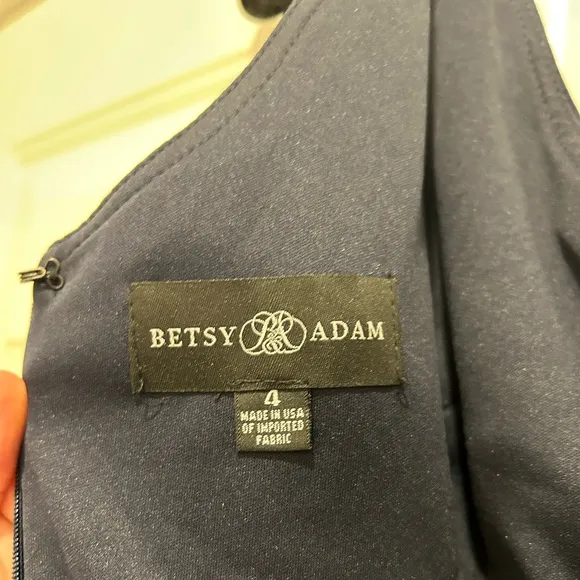 BETSY ADAM
4
MADE IN USA
OF IMPORTED
FABRIC